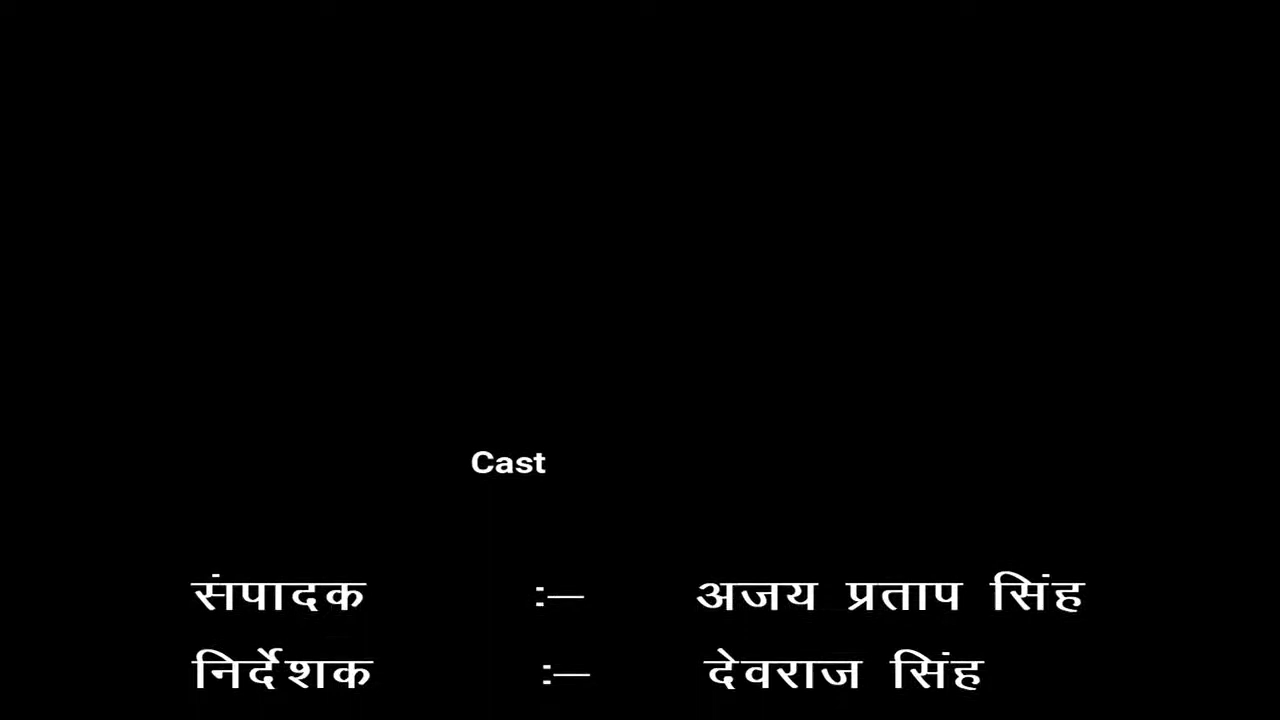 Cast
संपादक :— अजय प्रताप सिंह
निर्देशक :— देवराज सिंह